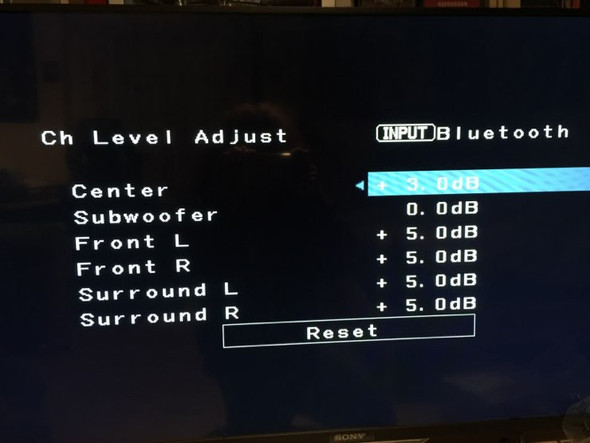 Ch Level Adjust INPUT Bluetooth
Center + 3. 0dB
Subwoofer 0. 0dB
Front L + 5. 0dB
Front R + 5. 0dB
Surround L + 5. 0dB
Surround R + 5. 0dB
Reset
SONY